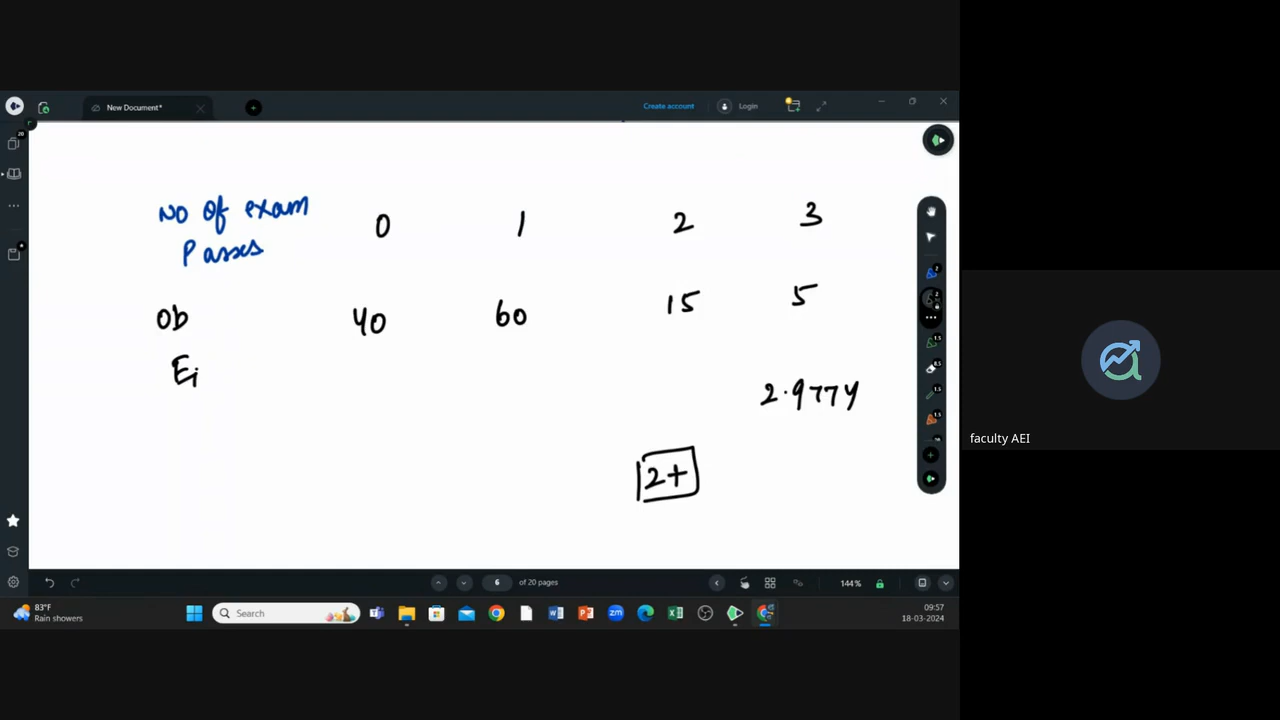 New Document*
Create account
Login
20
No of exam 0 1 2 3
Passes
Ob 40 60 15 5
Ei
2.9774
2+
faculty AEI
6 of 20 pages
144%
83°F
Rain showers
Search
09:57
18-03-2024